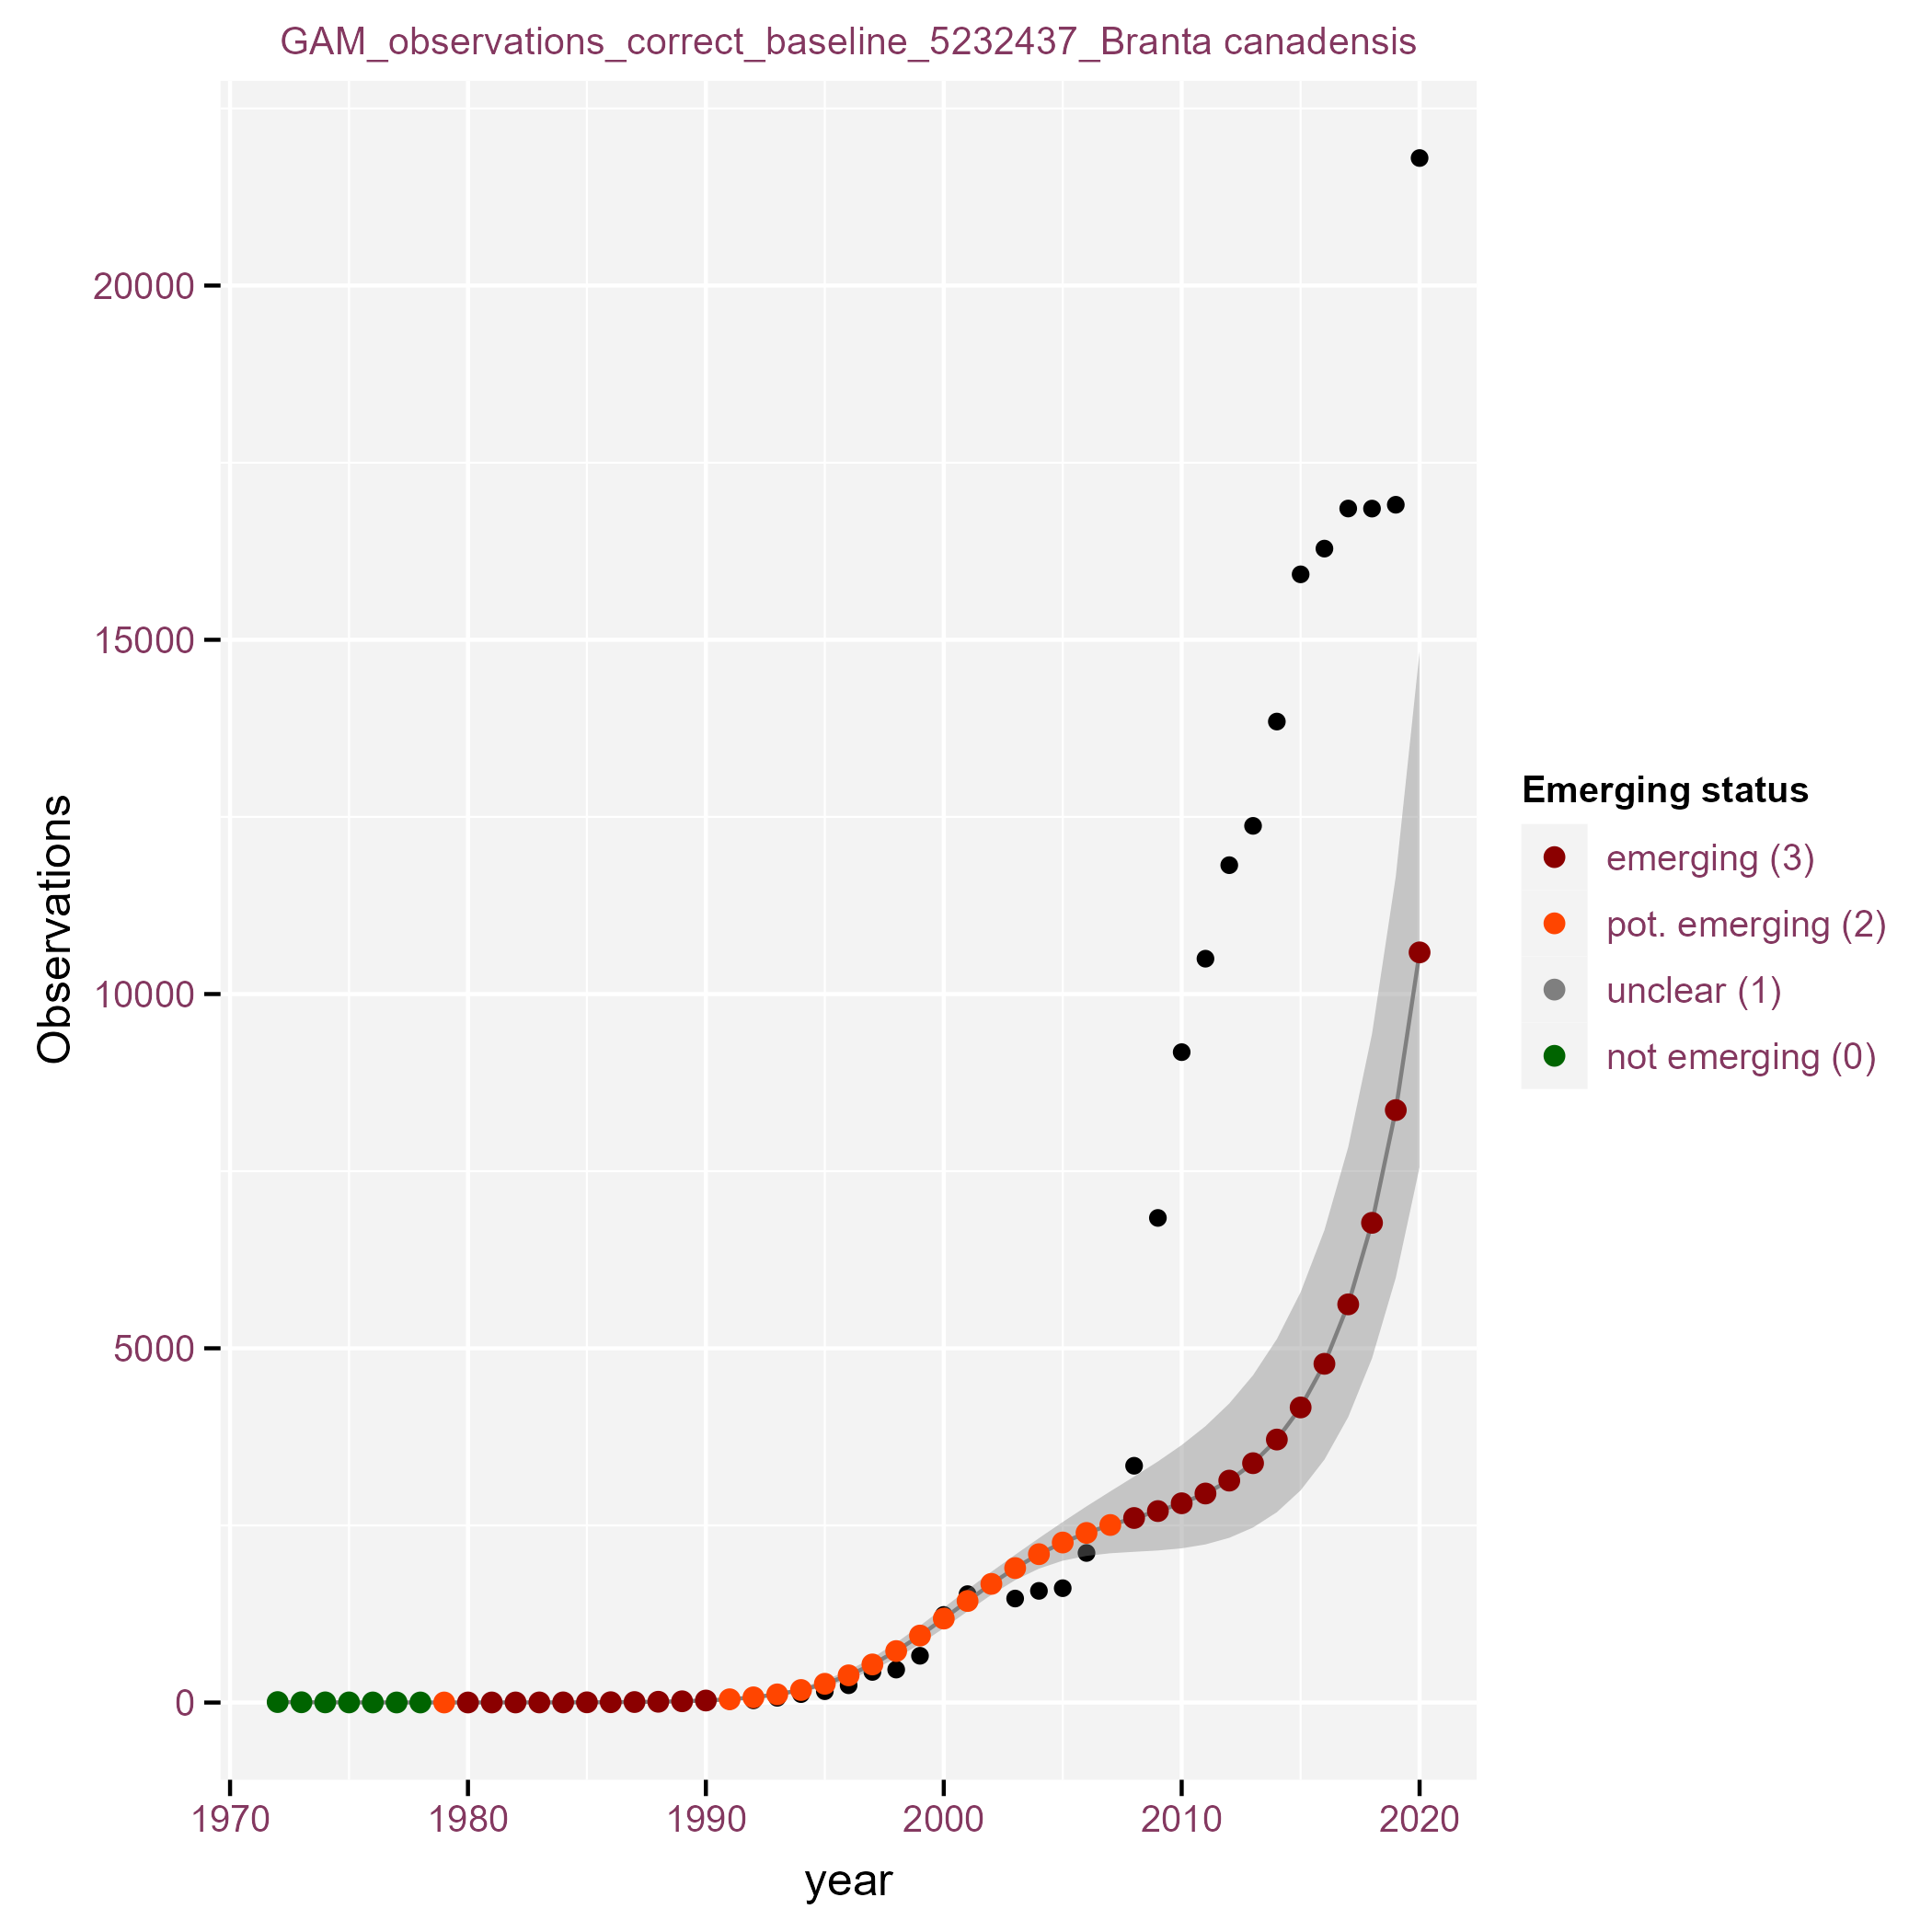 GAM_observations_correct_baseline_5232437_Branta canadensis
Observations
20000
15000
10000
5000
0
1970 1980 1990 2000 2010 2020
year
Emerging status
emerging (3)
pot. emerging (2)
unclear (1)
not emerging (0)